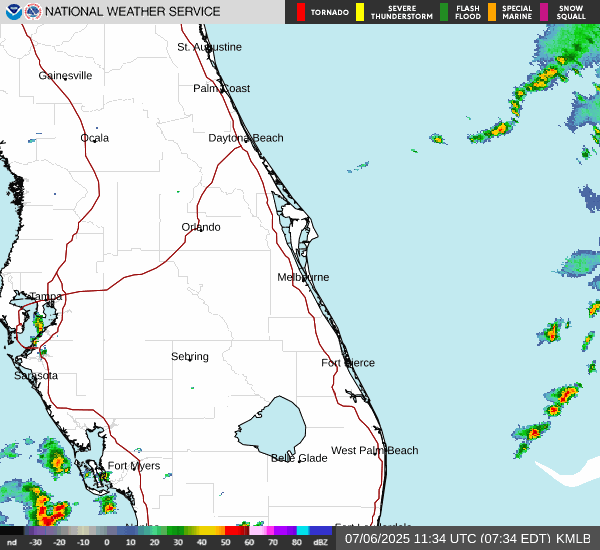 NATIONAL WEATHER SERVICE
TORNADO
SEVERE THUNDERSTORM
FLASH FLOOD
SPECIAL MARINE
SNOW SQUALL
St. Augustine
Gainesville
Palm Coast
Ocala
Daytona Beach
Orlando
Melbourne
Tampa
Sebring
Fort Pierce
Sarasota
West Palm Beach
Belle Glade
Fort Myers
nd -30 -20 -10 0 10 20 30 40 50 60 70 80 dBZ
07/06/2025 11:34 UTC (07:34 EDT) KMLB